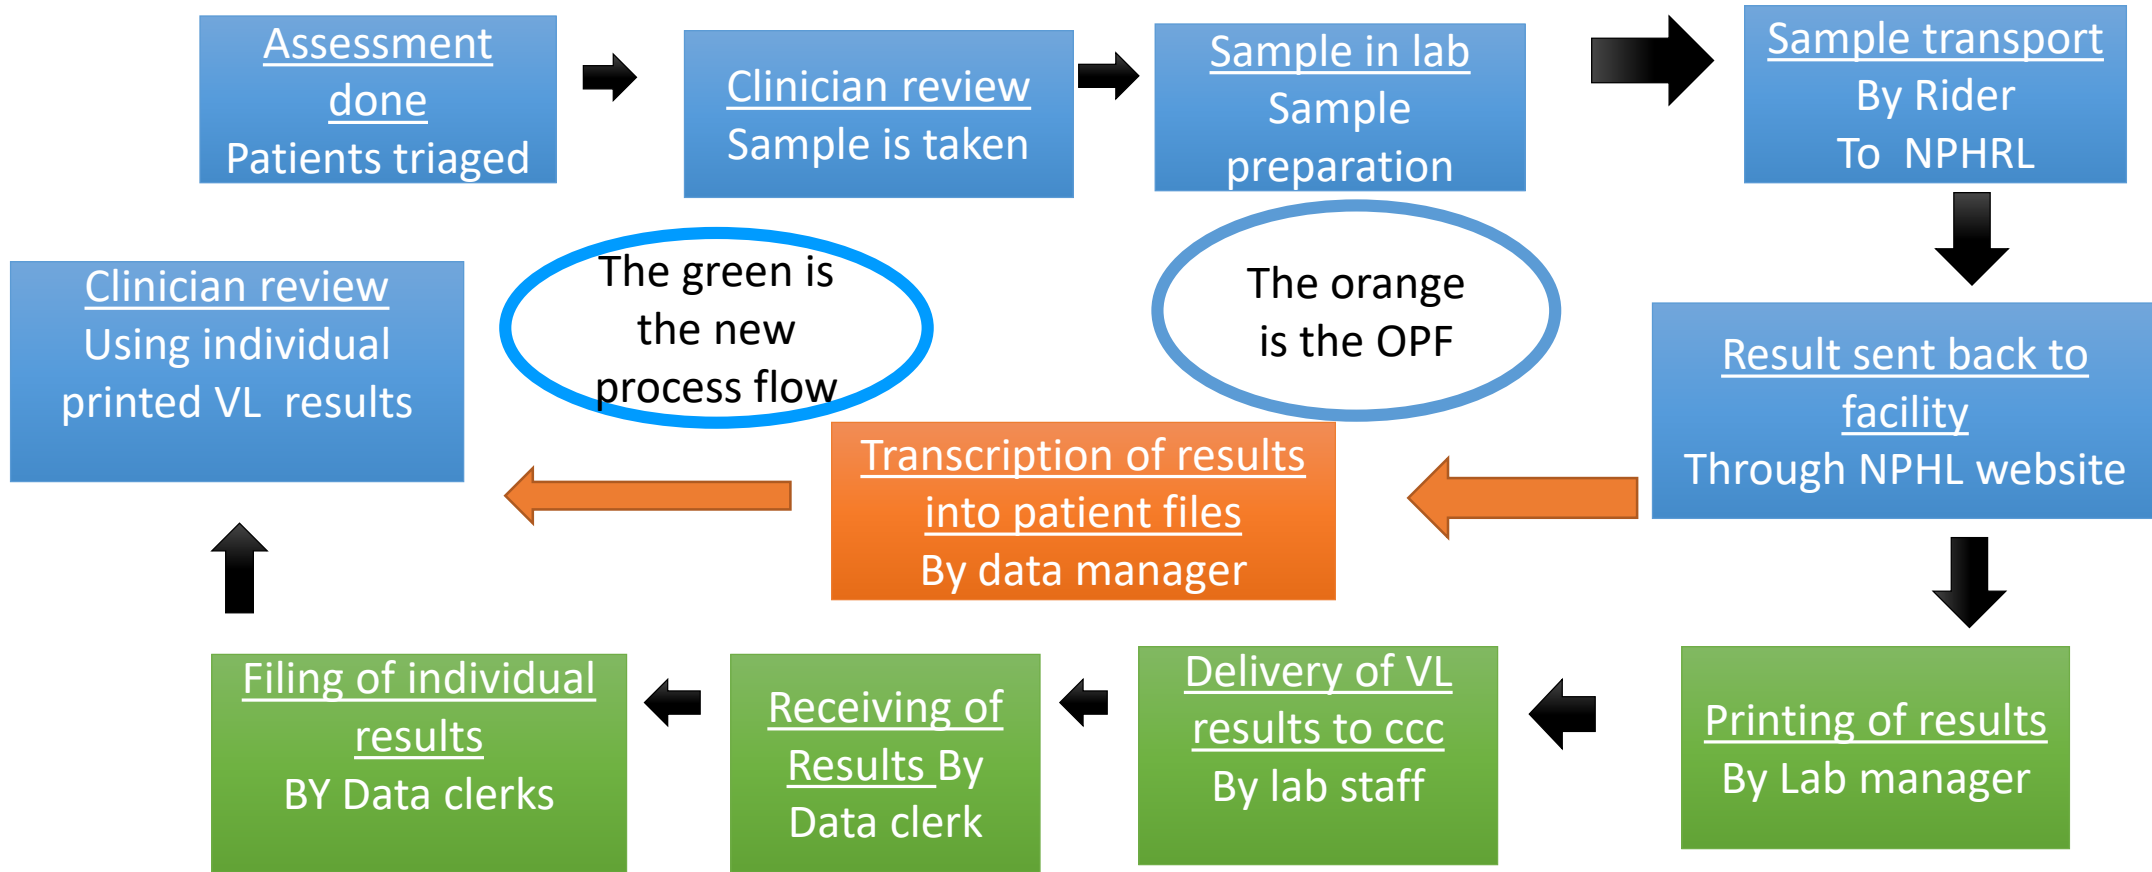 Assessment
done
Patients triaged
Clinician review
Sample is taken
Sample in lab
Sample
preparation
Sample transport
By Rider
To NPHRL
Clinician review
Using individual
printed VL results
The green is
the new
process flow
The orange
is the OPF
Result sent back to
facility
Through NPHL website
Transcription of results
into patient files
By data manager
Filing of individual
results
BY Data clerks
Receiving of
Results By
Data clerk
Delivery of VL
results to ccc
By lab staff
Printing of results
By Lab manager